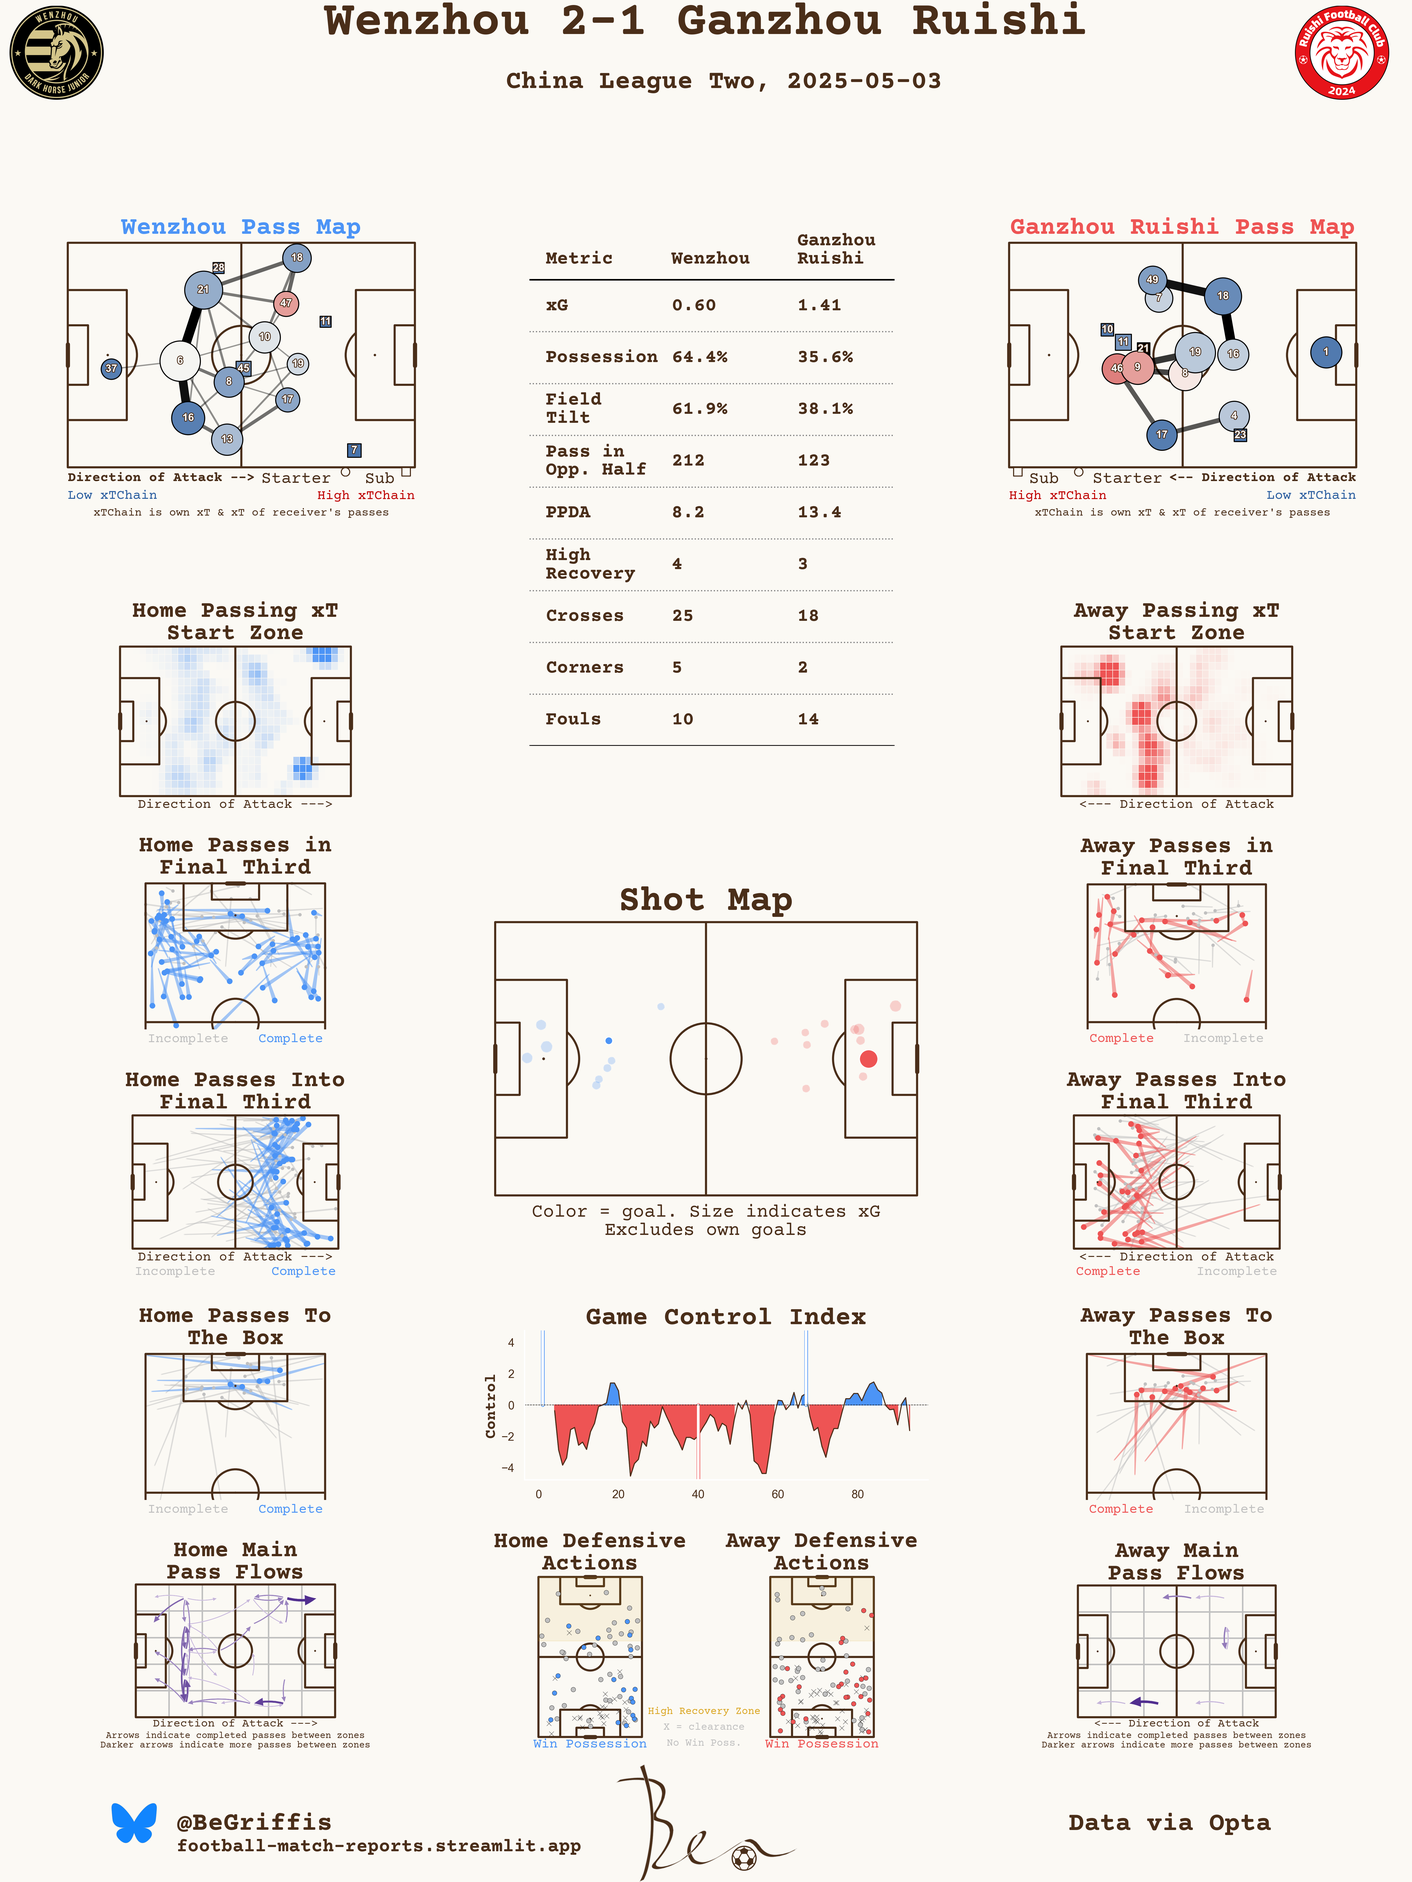 Wenzhou 2-1 Ganzhou Ruishi
China League Two, 2025-05-03
WENZHOU
DARK HORSE JUNIOR
Ruishi Football Club
2024
Wenzhou Pass Map
28
18
21
47
11
10
6
37
45
19
8
17
16
13
7
Direction of Attack --> Starter Sub
Low xTChain High xTChain
xTChain is own xT & xT of receiver's passes
Metric Wenzhou Ganzhou
Ruishi
xG 0.60 1.41
Possession 64.4% 35.6%
Field
Tilt 61.9% 38.1%
Pass in
Opp. Half 212 123
PPDA 8.2 13.4
High
Recovery 4 3
Crosses 25 18
Corners 5 2
Fouls 10 14
Ganzhou Ruishi Pass Map
49
7
18
10
11
21
19
16
1
46
9
8
4
17
23
Sub Starter <-- Direction of Attack
High xTChain Low xTChain
xTChain is own xT & xT of receiver's passes
Home Passing xT
Start Zone
Direction of Attack --->
Away Passing xT
Start Zone
<--- Direction of Attack
Home Passes in
Final Third
Incomplete Complete
Shot Map
Color = goal. Size indicates xG
Excludes own goals
Away Passes in
Final Third
Complete Incomplete
Home Passes Into
Final Third
Direction of Attack --->
Incomplete Complete
Away Passes Into
Final Third
<--- Direction of Attack
Complete Incomplete
Home Passes To
The Box
Incomplete Complete
Game Control Index
Control
4
2
0
−2
−4
0 20 40 60 80
Away Passes To
The Box
Complete Incomplete
Home Main
Pass Flows
Direction of Attack --->
Arrows indicate completed passes between zones
Darker arrows indicate more passes between zones
Home Defensive
Actions
Win Possession
High Recovery Zone
X = clearance
No Win Poss.
Away Defensive
Actions
Win Possession
Away Main
Pass Flows
<--- Direction of Attack
Arrows indicate completed passes between zones
Darker arrows indicate more passes between zones
@BeGriffis
football-match-reports.streamlit.app
Ben
Data via Opta